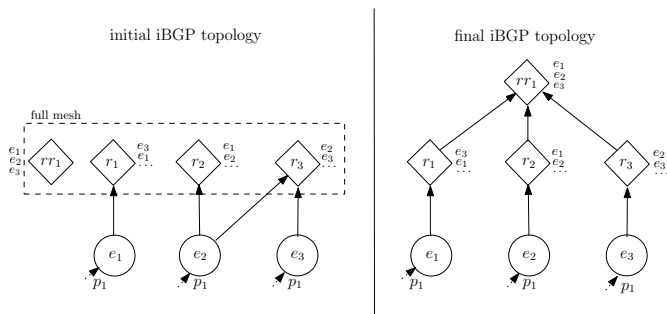 initial iBGP topology
full mesh
e1
e2
e3
rr1
r1
e3
e1
...
r2
e1
e2
...
r3
e2
e3
...
e1
p1
e2
p1
e3
p1
final iBGP topology
rr1
e1
e2
e3
r1
e3
e1
...
r2
e1
e2
...
r3
e2
e3
...
e1
p1
e2
p1
e3
p1